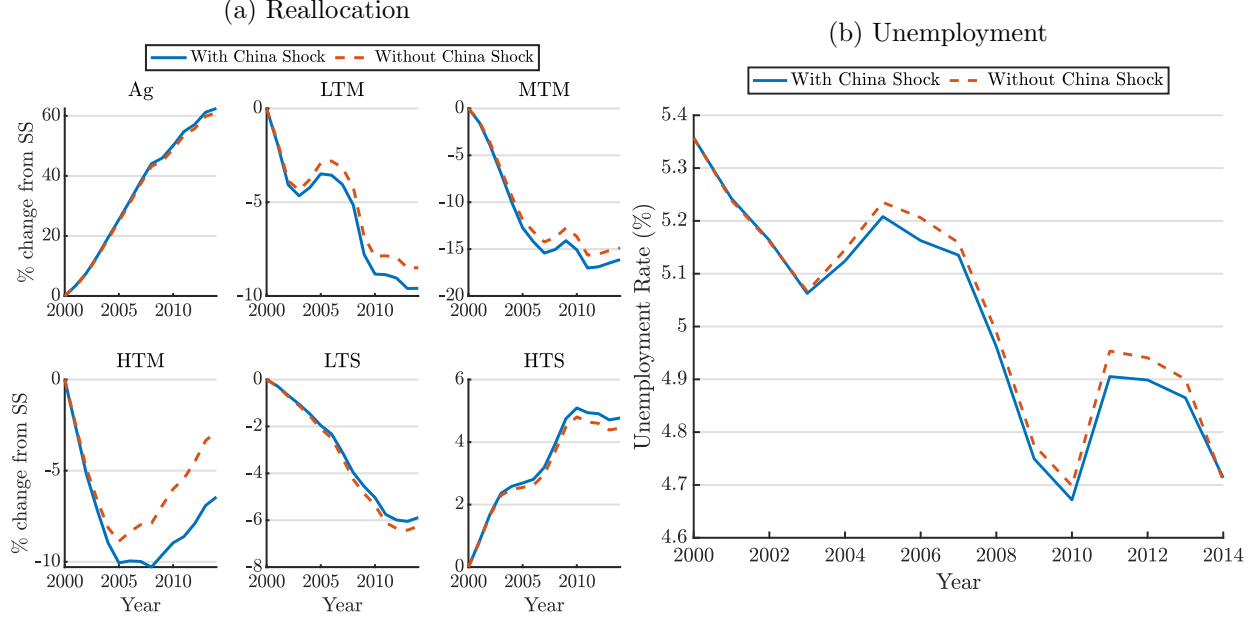 (a) Reallocation
With China Shock Without China Shock
Ag LTM MTM
% change from SS
60
40
20
0
2000 2005 2010
0
-5
-10
2000 2005 2010
0
-5
-10
-15
-20
2000 2005 2010
HTM LTS HTS
% change from SS
0
-5
-10
2000 2005 2010
Year
0
-2
-4
-6
-8
2000 2005 2010
Year
6
4
2
0
2000 2005 2010
Year
(b) Unemployment
With China Shock Without China Shock
Unemployment Rate (%)
5.4
5.3
5.2
5.1
5
4.9
4.8
4.7
4.6
2000 2002 2004 2006 2008 2010 2012 2014
Year